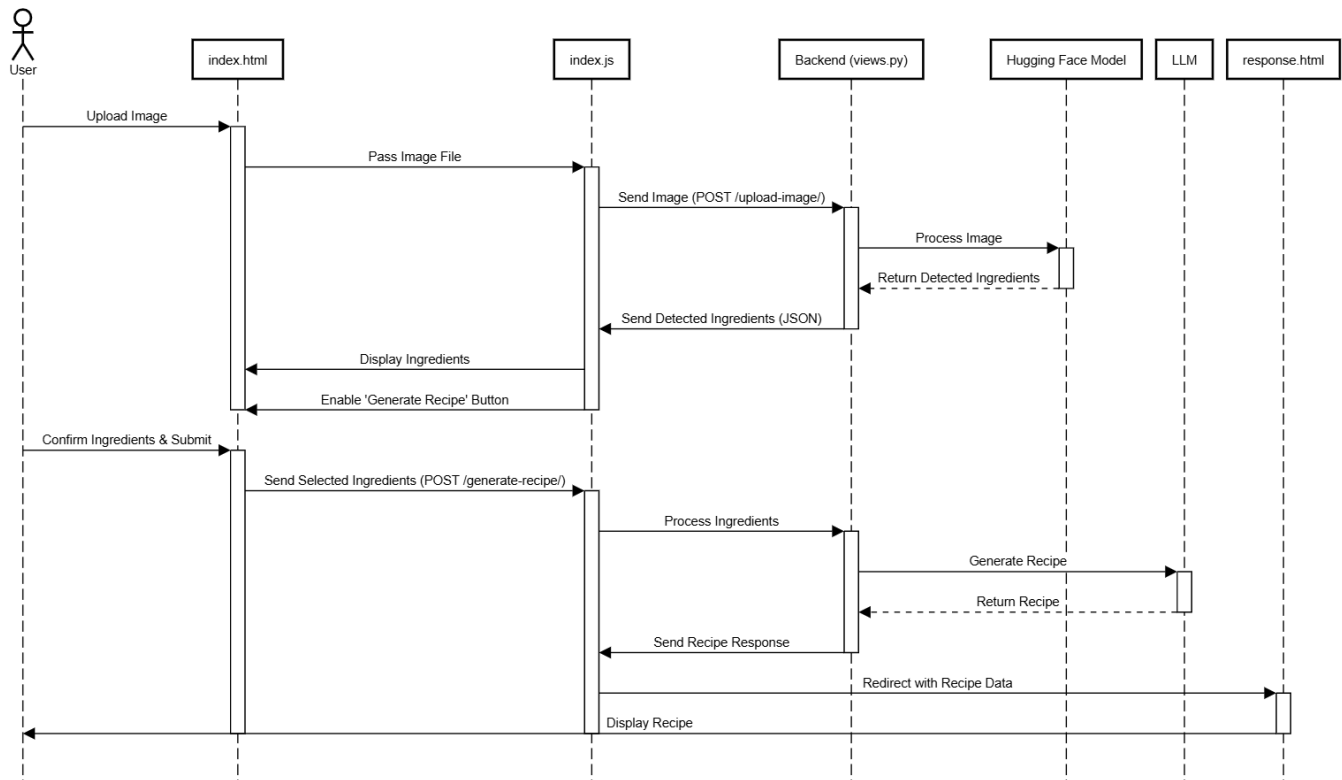 User
index.html
index.js
Backend (views.py)
Hugging Face Model
LLM
response.html
Upload Image
Pass Image File
Send Image (POST /upload-image/)
Process Image
Return Detected Ingredients
Send Detected Ingredients (JSON)
Display Ingredients
Enable 'Generate Recipe' Button
Confirm Ingredients & Submit
Send Selected Ingredients (POST /generate-recipe/)
Process Ingredients
Generate Recipe
Return Recipe
Send Recipe Response
Redirect with Recipe Data
Display Recipe